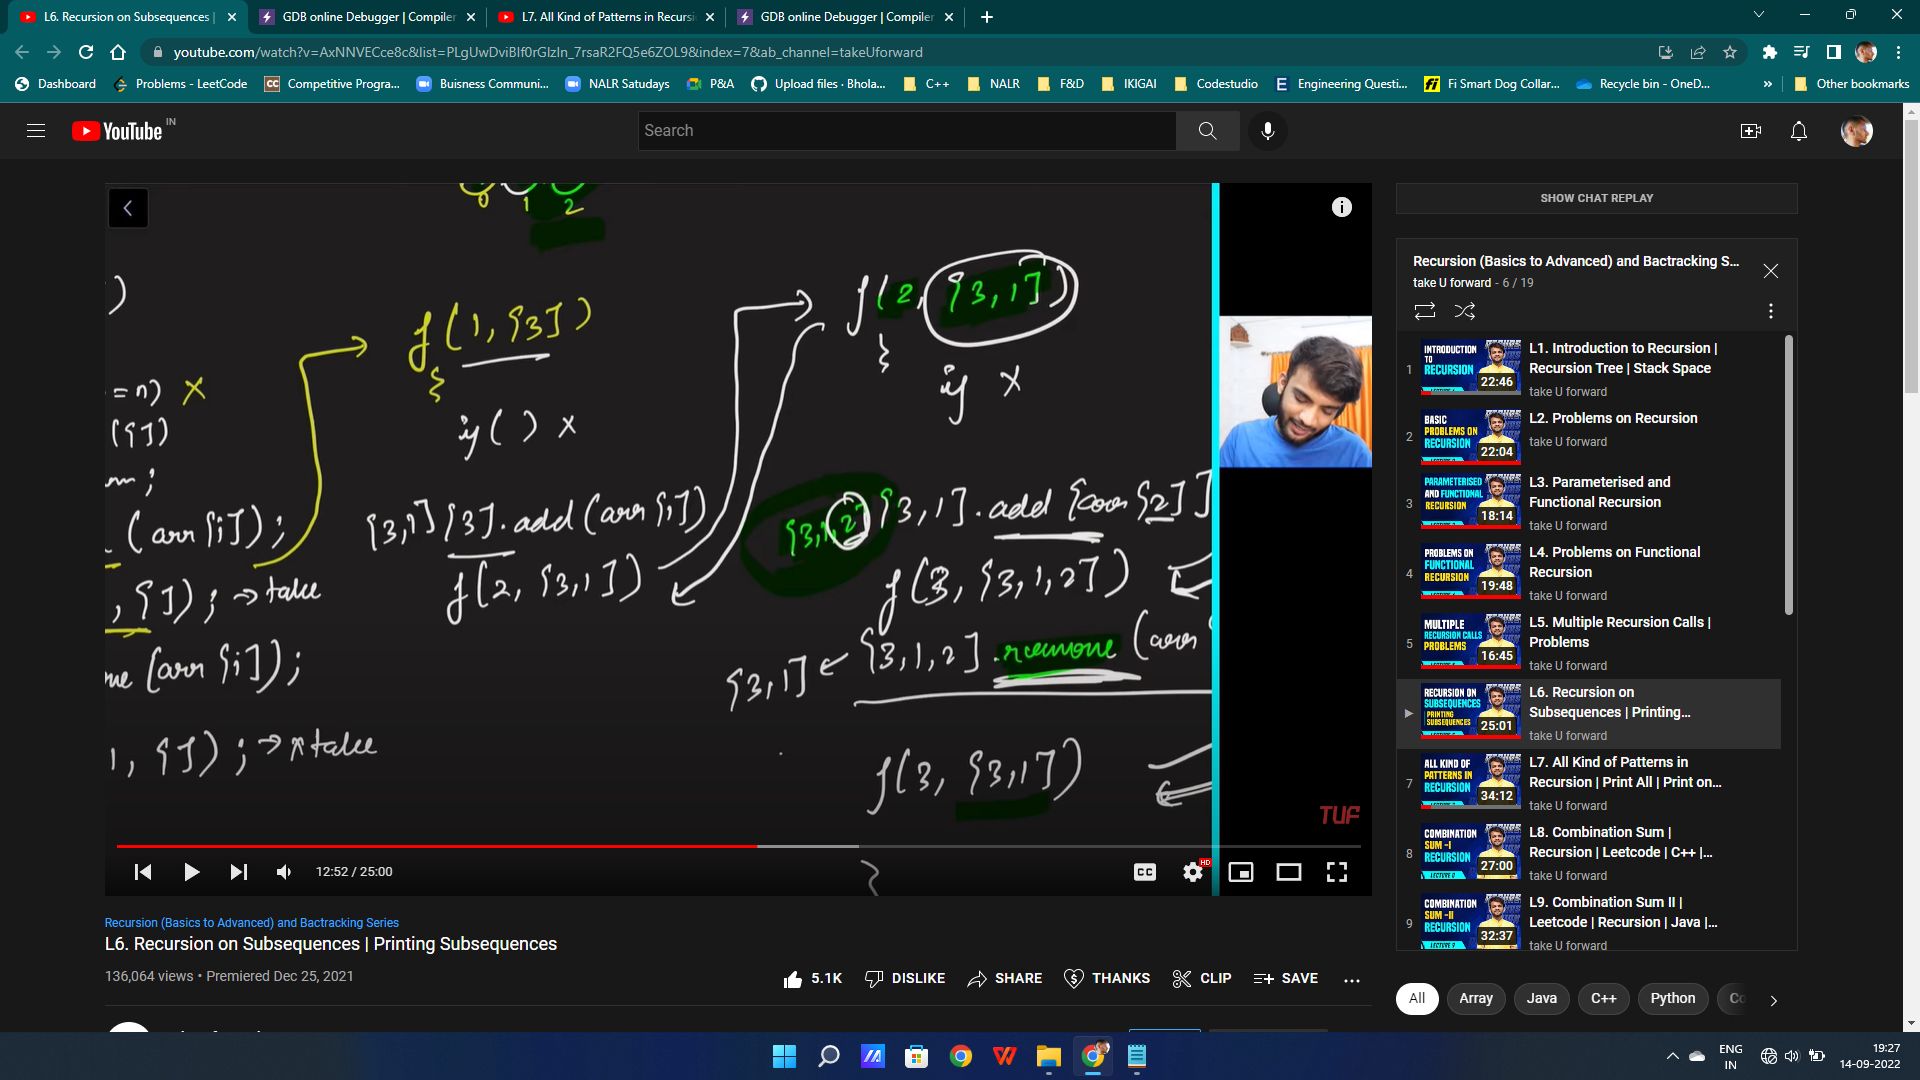 L6. Recursion on Subsequences |
GDB online Debugger | Compiler
L7. All Kind of Patterns in Recursi
GDB online Debugger | Compiler
youtube.com/watch?v=AxNNVECce8c&list=PLgUwDviBIf0rGlzIn_7rsaR2FQ5e6ZOL9&index=7&ab_channel=takeUforward
Dashboard
Problems - LeetCode
Competitive Progra...
Buisness Communi...
NALR Satudays
P&A
Upload files · Bhola...
C++
NALR
F&D
IKIGAI
Codestudio
Engineering Questi...
Fi Smart Dog Collar...
Recycle bin - OneD...
»
Other bookmarks
YouTube IN
Search
0 1 2
)
f(1, {3])
{
if ( ) x
= n) x
({])
(arr {i]);
, {]); → take
(arr {i]);
1, {]); → x take
{3,1] {3].add(arr {i])
f(2, {3,1])
f(2, {3,1])
{
if x
{3,1,2] {3,1].add {arr {2]]
f(3, {3,1,2])
{3,1] ← {3,1,2].remove (arr
f(3, {3,1])
TUF
12:52 / 25:00
CC
HD
Recursion (Basics to Advanced) and Bactracking Series
L6. Recursion on Subsequences | Printing Subsequences
136,064 views • Premiered Dec 25, 2021
5.1K
DISLIKE
SHARE
THANKS
CLIP
SAVE
...
SHOW CHAT REPLAY
Recursion (Basics to Advanced) and Bactracking S...
take U forward - 6 / 19
1
INTRODUCTION TO RECURSION
22:46
L1. Introduction to Recursion |
Recursion Tree | Stack Space
take U forward
2
BASIC PROBLEMS ON RECURSION
22:04
L2. Problems on Recursion
take U forward
3
PARAMETERISED AND FUNCTIONAL RECURSION
18:14
L3. Parameterised and
Functional Recursion
take U forward
4
PROBLEMS ON FUNCTIONAL RECURSION
19:48
L4. Problems on Functional
Recursion
take U forward
5
MULTIPLE RECURSION CALLS PROBLEMS
16:45
L5. Multiple Recursion Calls |
Problems
take U forward
RECURSION ON SUBSEQUENCES PRINTING SUBSEQUENCES
25:01
L6. Recursion on
Subsequences | Printing...
take U forward
7
ALL KIND OF PATTERNS IN RECURSION
34:12
L7. All Kind of Patterns in
Recursion | Print All | Print on...
take U forward
8
COMBINATION SUM -I RECURSION
27:00
L8. Combination Sum |
Recursion | Leetcode | C++ |...
take U forward
9
COMBINATION SUM -II RECURSION
32:37
L9. Combination Sum II |
Leetcode | Recursion | Java |...
take U forward
All
Array
Java
C++
Python
ENG
IN
19:27
14-09-2022